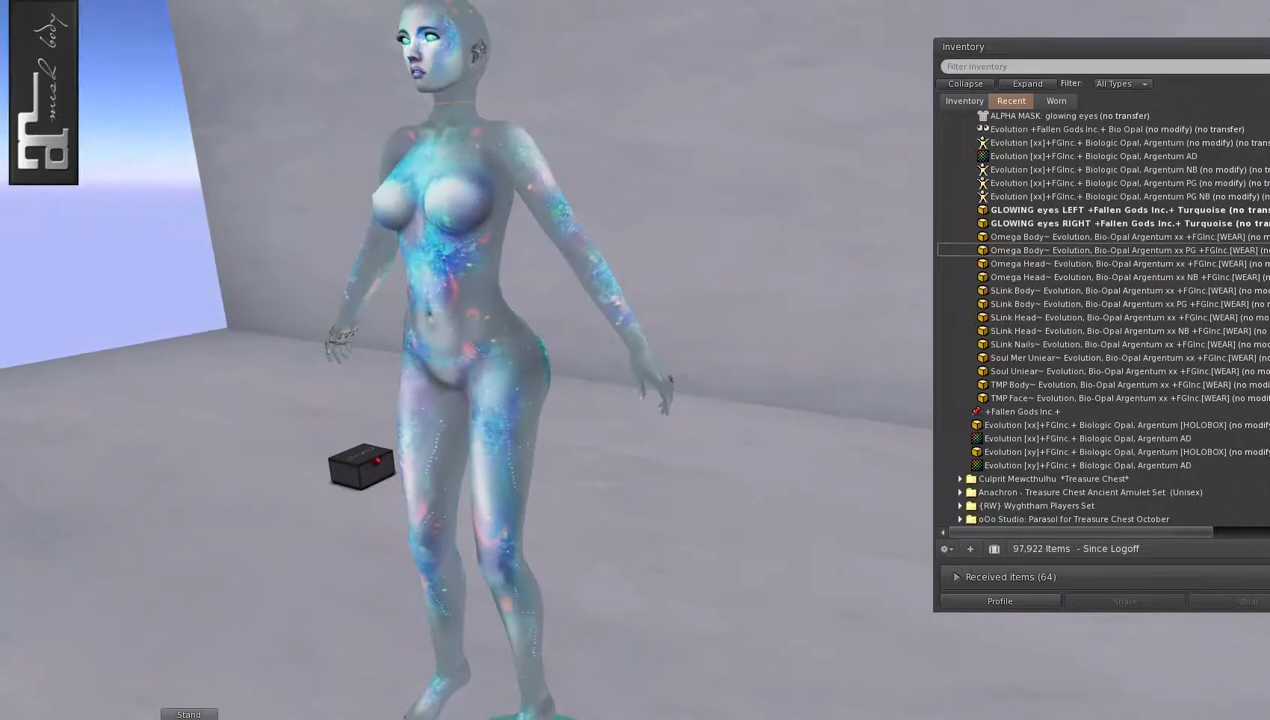 mesh body
Inventory
Filter Inventory
Collapse Expand Filter: All Types
Inventory Recent Worn
ALPHA MASK: glowing eyes (no transfer)
Evolution +Fallen Gods Inc.+ Bio Opal (no modify) (no transfer)
Evolution [xx]+FGInc.+ Biologic Opal, Argentum (no modify) (no trans
Evolution [xx]+FGInc.+ Biologic Opal, Argentum AD
Evolution [xx]+FGInc.+ Biologic Opal, Argentum NB (no modify) (no t
Evolution [xx]+FGInc.+ Biologic Opal, Argentum PG (no modify) (no t
Evolution [xx]+FGInc.+ Biologic Opal, Argentum PG NB (no modify) (
GLOWING eyes LEFT +Fallen Gods Inc.+ Turquoise (no trans
GLOWING eyes RIGHT +Fallen Gods Inc.+ Turquoise (no tran
Omega Body~ Evolution, Bio-Opal Argentum xx +FGInc.[WEAR] (no m
Omega Body~ Evolution, Bio-Opal Argentum xx PG +FGInc.[WEAR] (no
Omega Head~ Evolution, Bio-Opal Argentum xx +FGInc.[WEAR] (no m
Omega Head~ Evolution, Bio-Opal Argentum xx NB +FGInc.[WEAR] (no
SLink Body~ Evolution, Bio-Opal Argentum xx +FGInc.[WEAR] (no mod
SLink Body~ Evolution, Bio-Opal Argentum xx PG +FGInc.[WEAR] (no
SLink Head~ Evolution, Bio-Opal Argentum xx +FGInc.[WEAR] (no mo
SLink Head~ Evolution, Bio-Opal Argentum xx NB +FGInc.[WEAR] (no
SLink Nails~ Evolution, Bio-Opal Argentum xx +FGInc.[WEAR] (no mo
Soul Mer Uniear~ Evolution, Bio-Opal Argentum xx +FGInc.[WEAR] (n
Soul Uniear~ Evolution, Bio-Opal Argentum xx +FGInc.[WEAR] (no mo
TMP Body~ Evolution, Bio-Opal Argentum xx +FGInc.[WEAR] (no modif
TMP Face~ Evolution, Bio-Opal Argentum xx +FGInc.[WEAR] (no modif
+Fallen Gods Inc.+
Evolution [xx]+FGInc.+ Biologic Opal, Argentum [HOLOBOX] (no modify
Evolution [xx]+FGInc.+ Biologic Opal, Argentum AD
Evolution [xy]+FGInc.+ Biologic Opal, Argentum [HOLOBOX] (no modify
Evolution [xy]+FGInc.+ Biologic Opal, Argentum AD
Culprit Mewcthulhu *Treasure Chest*
Anachron - Treasure Chest Ancient Amulet Set (Unisex)
{RW} Wyghtham Players Set
oOo Studio: Parasol for Treasure Chest October
97,922 Items - Since Logoff
Received items (64)
Profile Share Wear
Stand